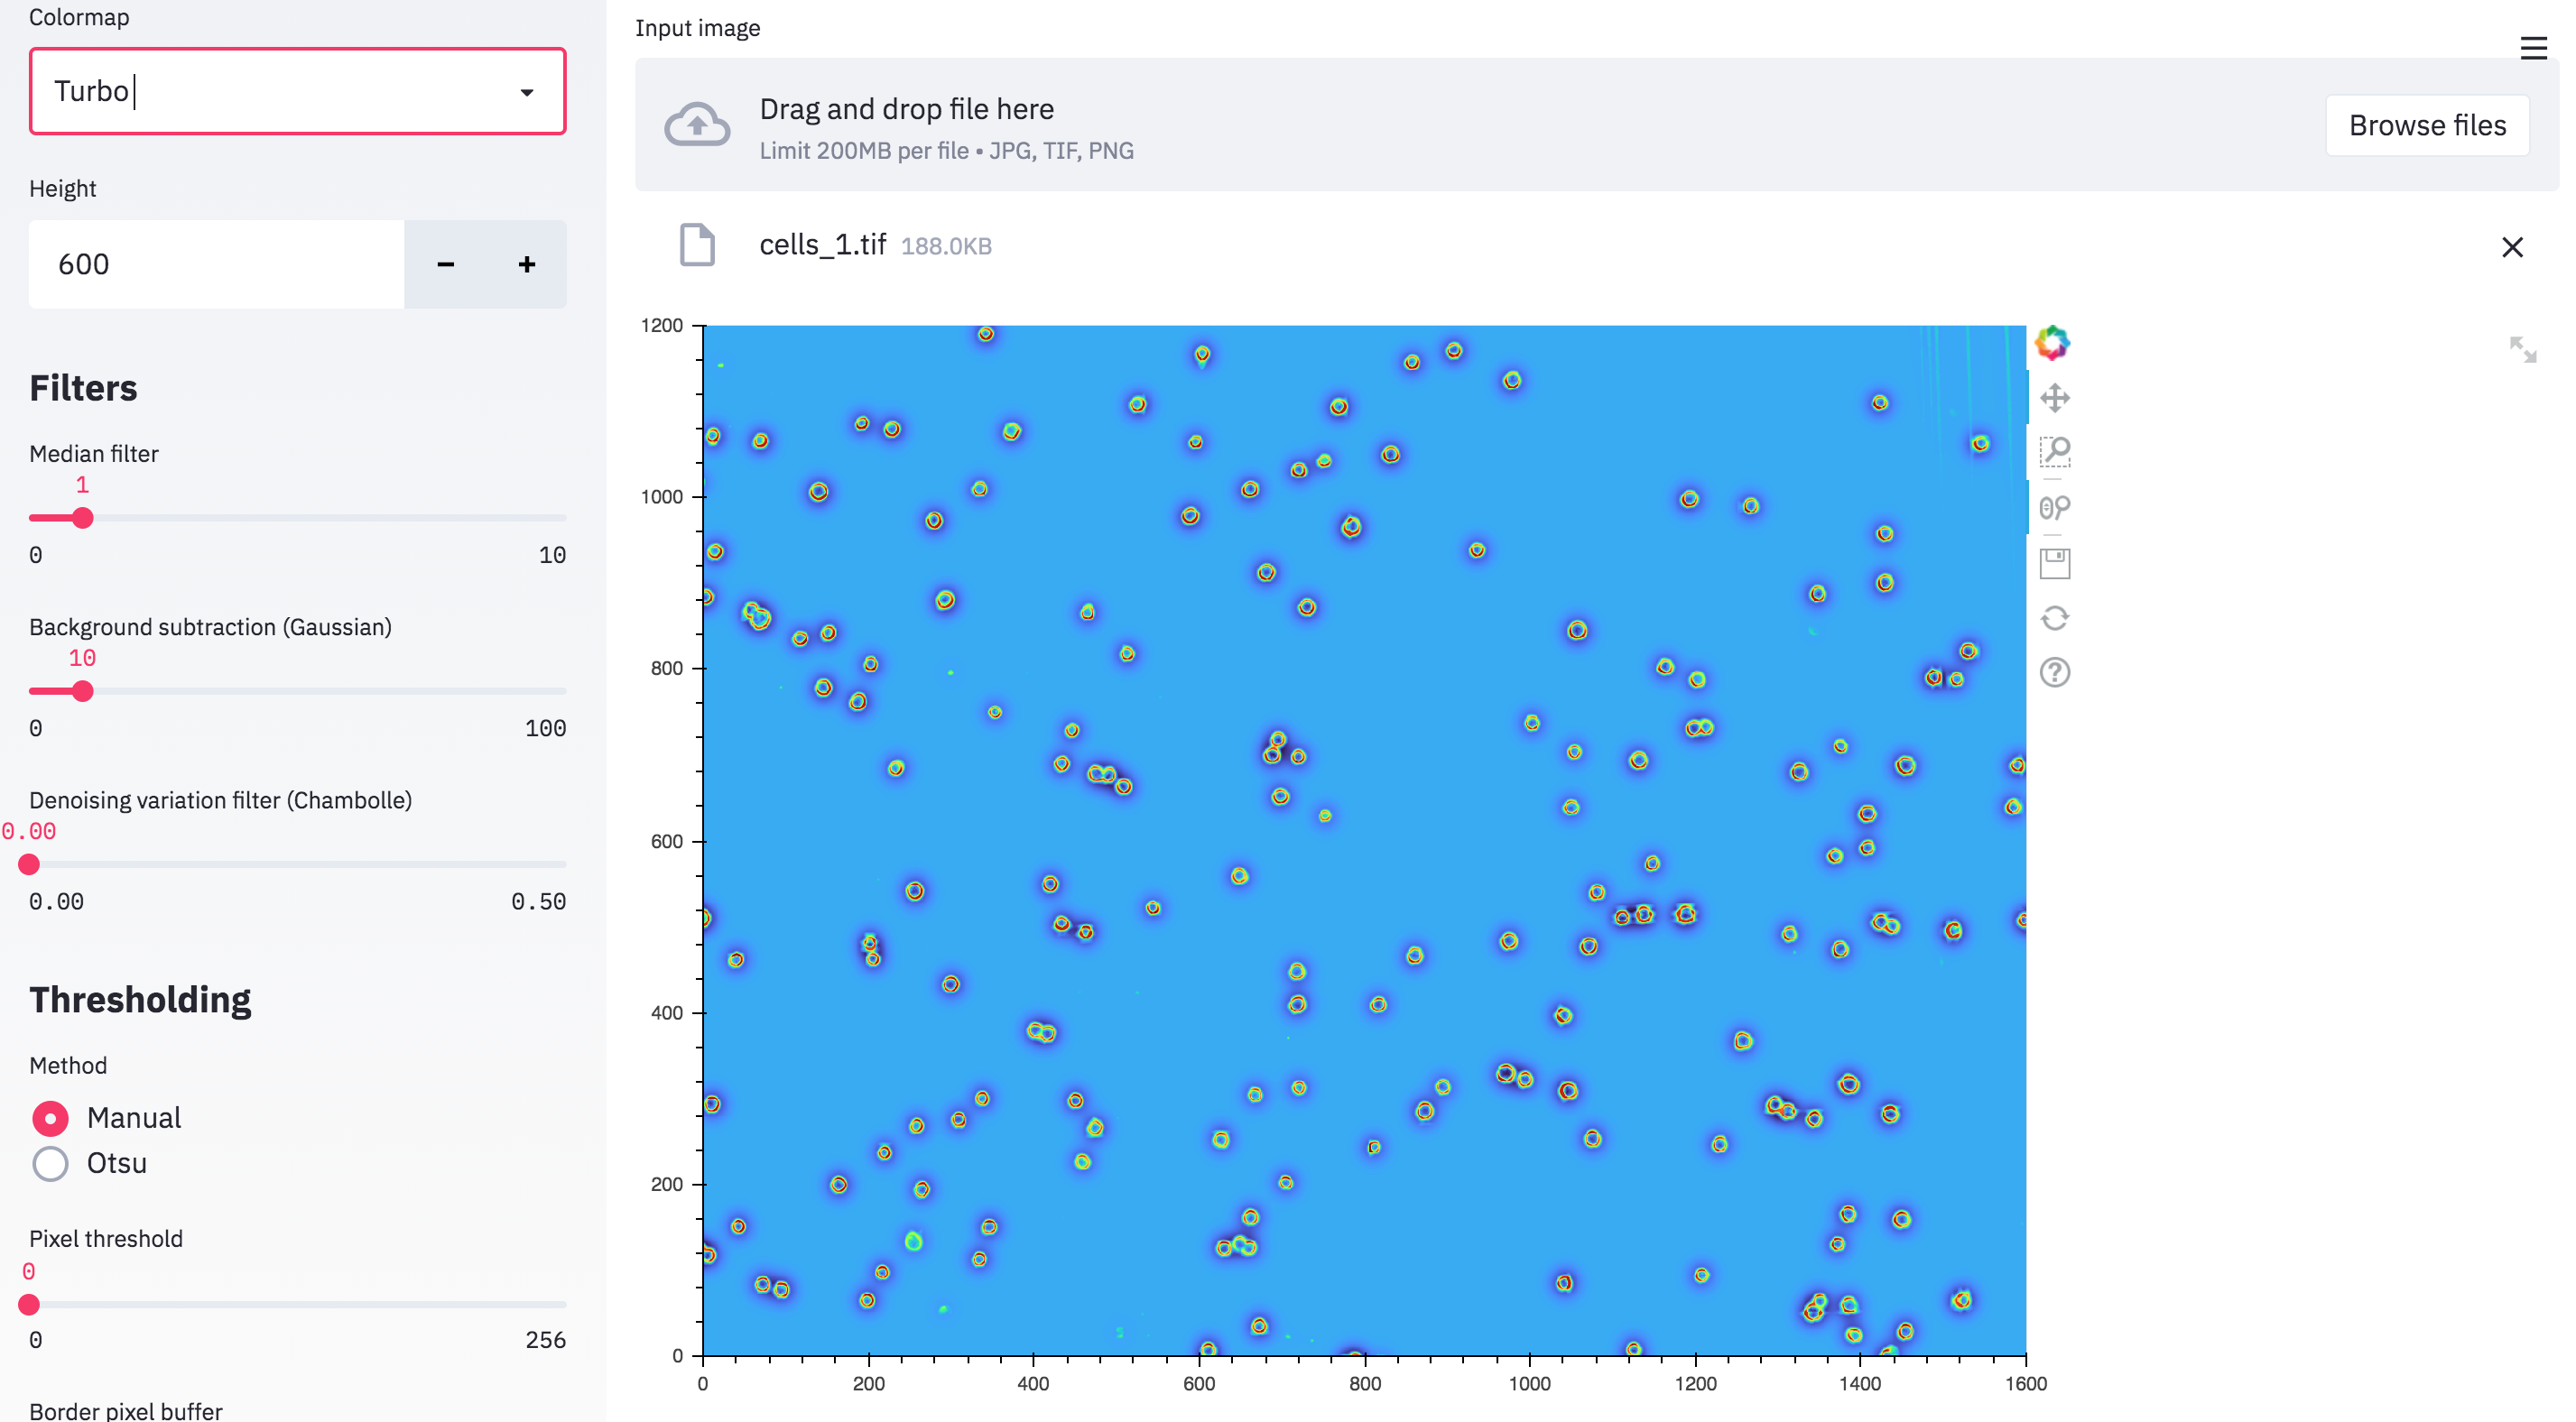 Colormap
Turbo
Height
600
Filters
Median filter
1
0 10
Background subtraction (Gaussian)
10
0 100
Denoising variation filter (Chambolle)
0.00
0.00 0.50
Thresholding
Method
Manual
Otsu
Pixel threshold
0
0 256
Border pixel buffer
Input image
Drag and drop file here
Limit 200MB per file • JPG, TIF, PNG
Browse files
cells_1.tif 188.0KB
1200
1000
800
600
400
200
0
0 200 400 600 800 1000 1200 1400 1600